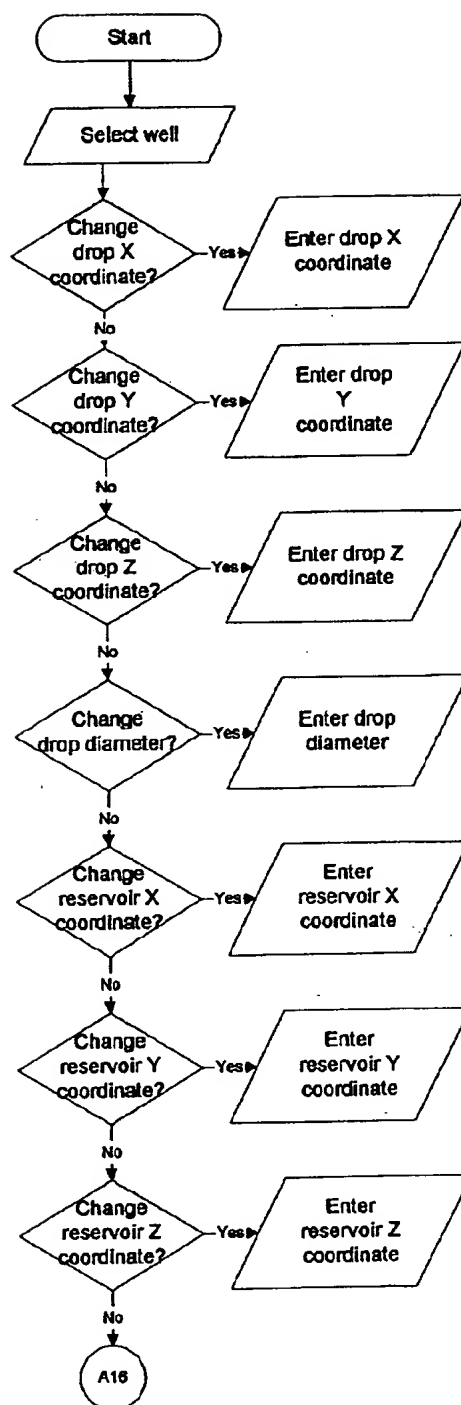 Start
Select well
Change
drop X
coordinate?
Yes
Enter drop X
coordinate
No
Change
drop Y
coordinate?
Yes
Enter drop
Y
coordinate
No
Change
drop Z
coordinate?
Yes
Enter drop Z
coordinate
No
Change
drop diameter?
Yes
Enter drop
diameter
No
Change
reservoir X
coordinate?
Yes
Enter
reservoir X
coordinate
No
Change
reservoir Y
coordinate?
Yes
Enter
reservoir Y
coordinate
No
Change
reservoir Z
coordinate?
Yes
Enter
reservoir Z
coordinate
No
A16